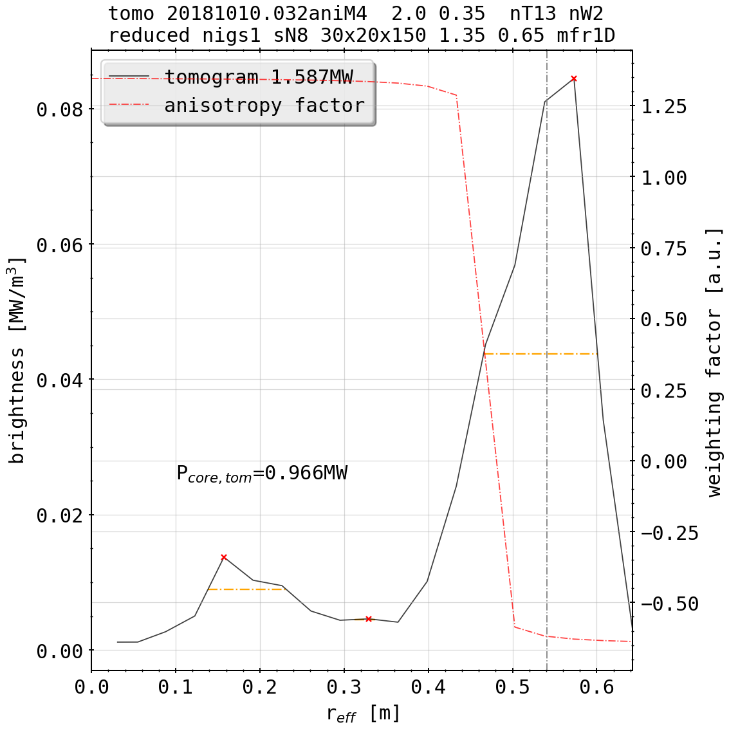 tomo 20181010.032aniM4  2.0 0.35  nT13 nW2
reduced nigs1 sN8 30x20x150 1.35 0.65 mfr1D
tomogram 1.587MW
anisotropy factor
brightness [MW/m³]
0.08
0.06
0.04
0.02
0.00
P_core,tom=0.966MW
1.25
1.00
0.75
0.50
0.25
0.00
−0.25
−0.50
weighting factor [a.u.]
0.0 0.1 0.2 0.3 0.4 0.5 0.6
r_eff [m]